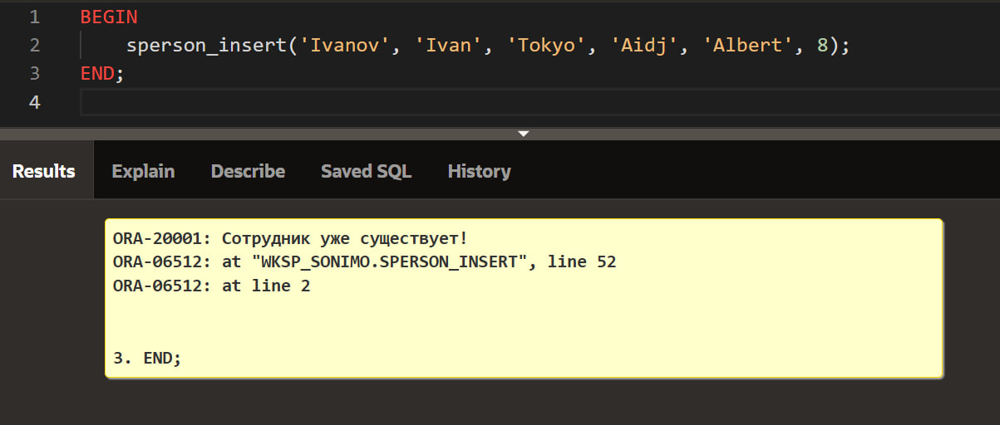 1 BEGIN
2 sperson_insert('Ivanov', 'Ivan', 'Tokyo', 'Aidj', 'Albert', 8);
3 END;
4
Results Explain Describe Saved SQL History
ORA-20001: Сотрудник уже существует!
ORA-06512: at "WKSP_SONIMO.SPERSON_INSERT", line 52
ORA-06512: at line 2
3. END;